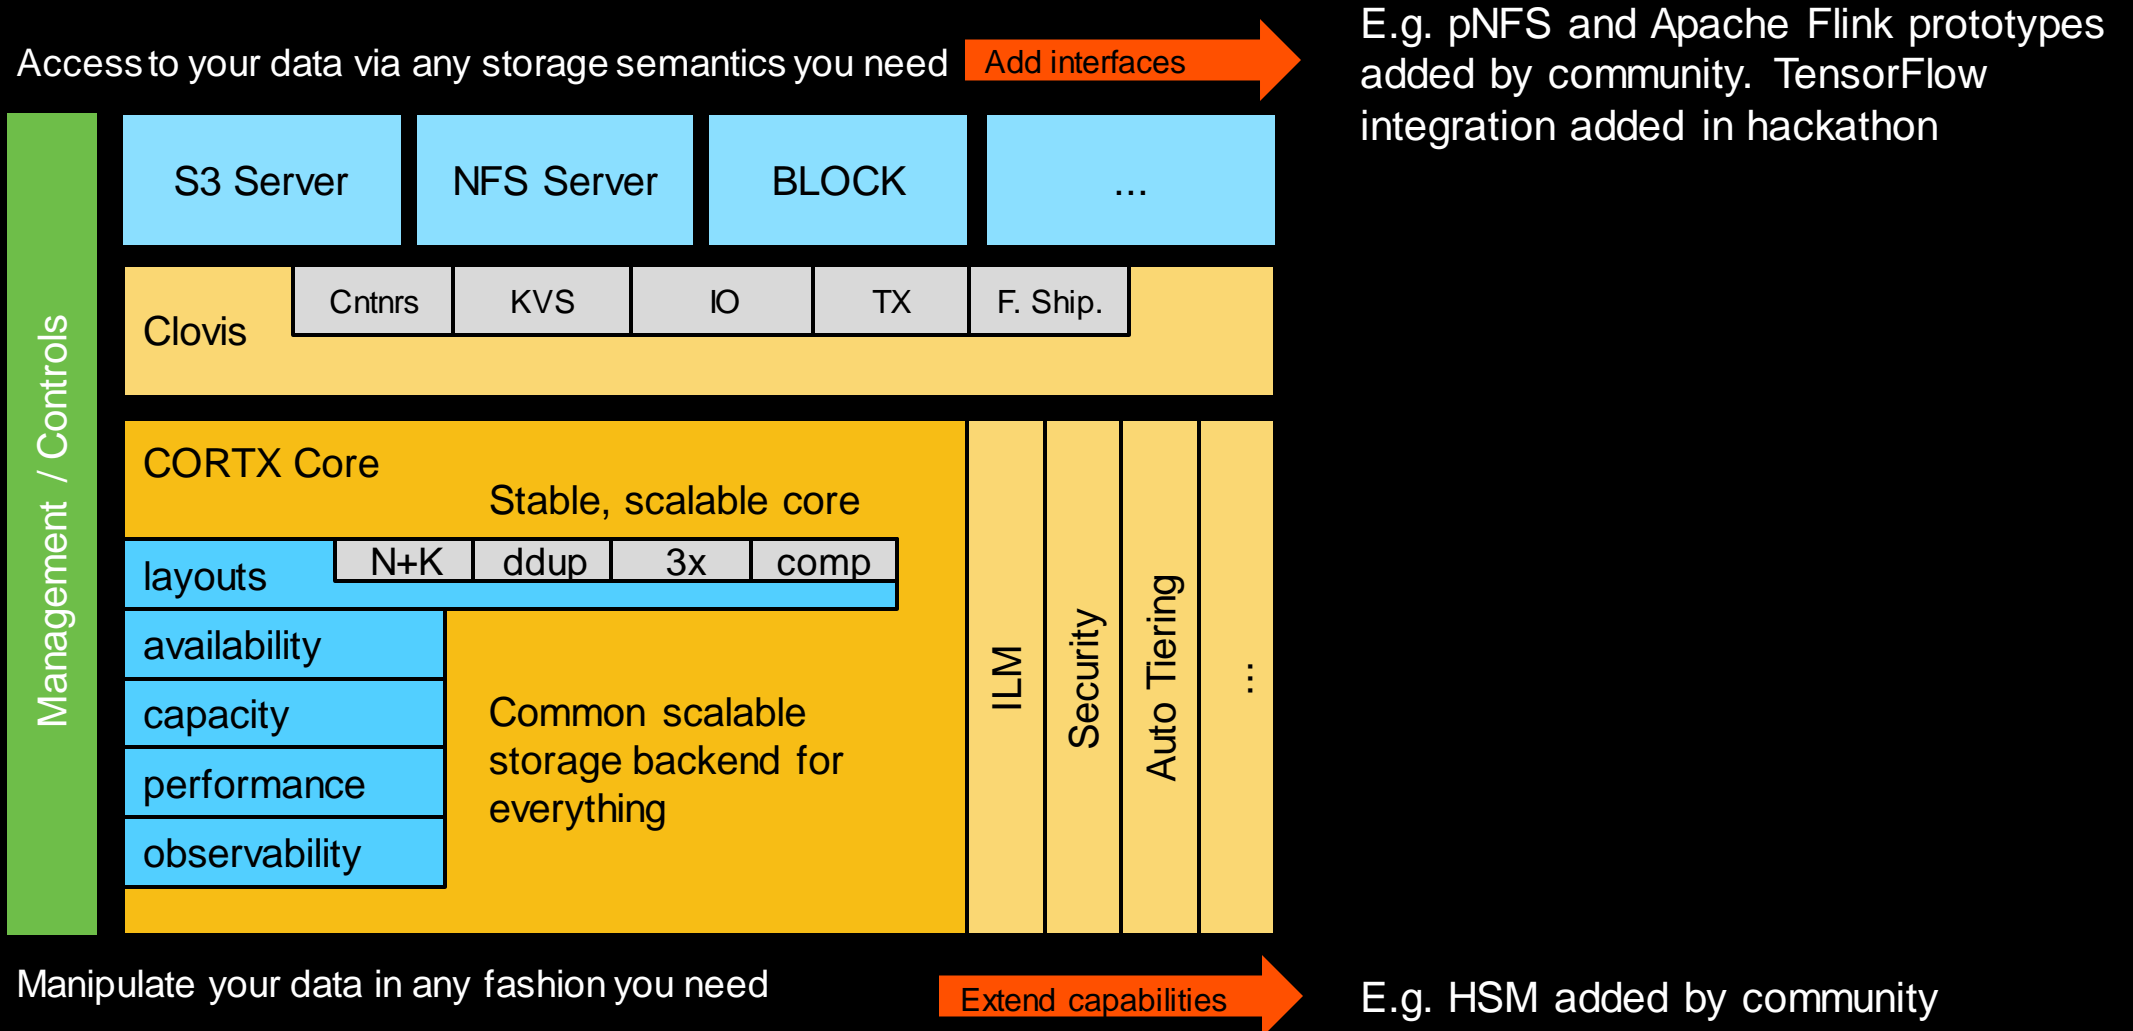 Access to your data via any storage semantics you need
Add interfaces
E.g. pNFS and Apache Flink prototypes
added by community. TensorFlow
integration added in hackathon
Management / Controls
S3 Server
NFS Server
BLOCK
...
Clovis
Cntnrs
KVS
IO
TX
F. Ship.
CORTX Core
Stable, scalable core
layouts
N+K
ddup
3x
comp
availability
capacity
performance
observability
Common scalable
storage backend for
everything
ILM
Security
Auto Tiering
...
Manipulate your data in any fashion you need
Extend capabilities
E.g. HSM added by community